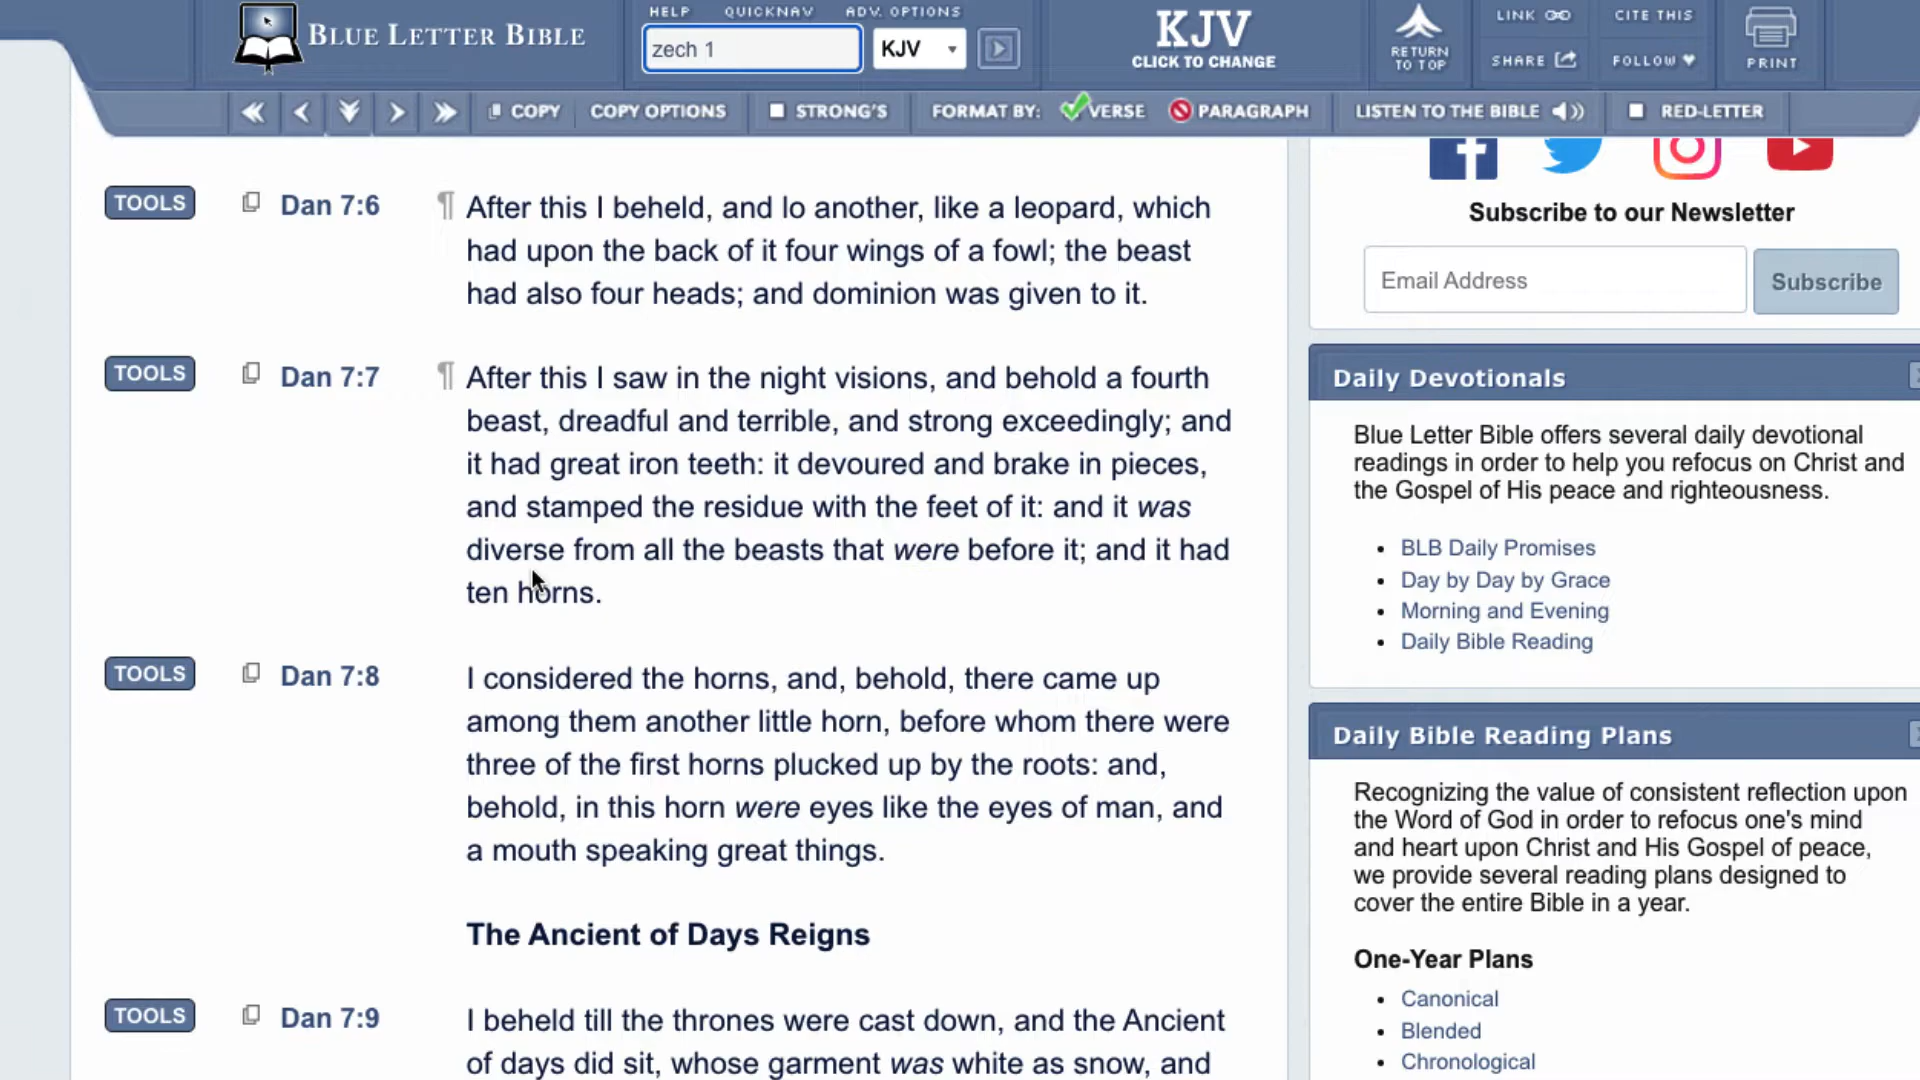 HELP QUICKNAV ADV. OPTIONS
BLUE LETTER BIBLE
zech 1
KJV
KJV
CLICK TO CHANGE
RETURN
TO TOP
LINK
CITE THIS
SHARE
FOLLOW
PRINT
COPY
COPY OPTIONS
STRONG'S
FORMAT BY:
VERSE
PARAGRAPH
LISTEN TO THE BIBLE
RED-LETTER
TOOLS
Dan 7:6
¶ After this I beheld, and lo another, like a leopard, which
had upon the back of it four wings of a fowl; the beast
had also four heads; and dominion was given to it.
TOOLS
Dan 7:7
¶ After this I saw in the night visions, and behold a fourth
beast, dreadful and terrible, and strong exceedingly; and
it had great iron teeth: it devoured and brake in pieces,
and stamped the residue with the feet of it: and it was
diverse from all the beasts that were before it; and it had
ten horns.
TOOLS
Dan 7:8
I considered the horns, and, behold, there came up
among them another little horn, before whom there were
three of the first horns plucked up by the roots: and,
behold, in this horn were eyes like the eyes of man, and
a mouth speaking great things.
The Ancient of Days Reigns
TOOLS
Dan 7:9
I beheld till the thrones were cast down, and the Ancient
of days did sit, whose garment was white as snow, and
Subscribe to our Newsletter
Email Address
Subscribe
Daily Devotionals
Blue Letter Bible offers several daily devotional
readings in order to help you refocus on Christ and
the Gospel of His peace and righteousness.
• BLB Daily Promises
• Day by Day by Grace
• Morning and Evening
• Daily Bible Reading
Daily Bible Reading Plans
Recognizing the value of consistent reflection upon
the Word of God in order to refocus one's mind
and heart upon Christ and His Gospel of peace,
we provide several reading plans designed to
cover the entire Bible in a year.
One-Year Plans
• Canonical
• Blended
• Chronological